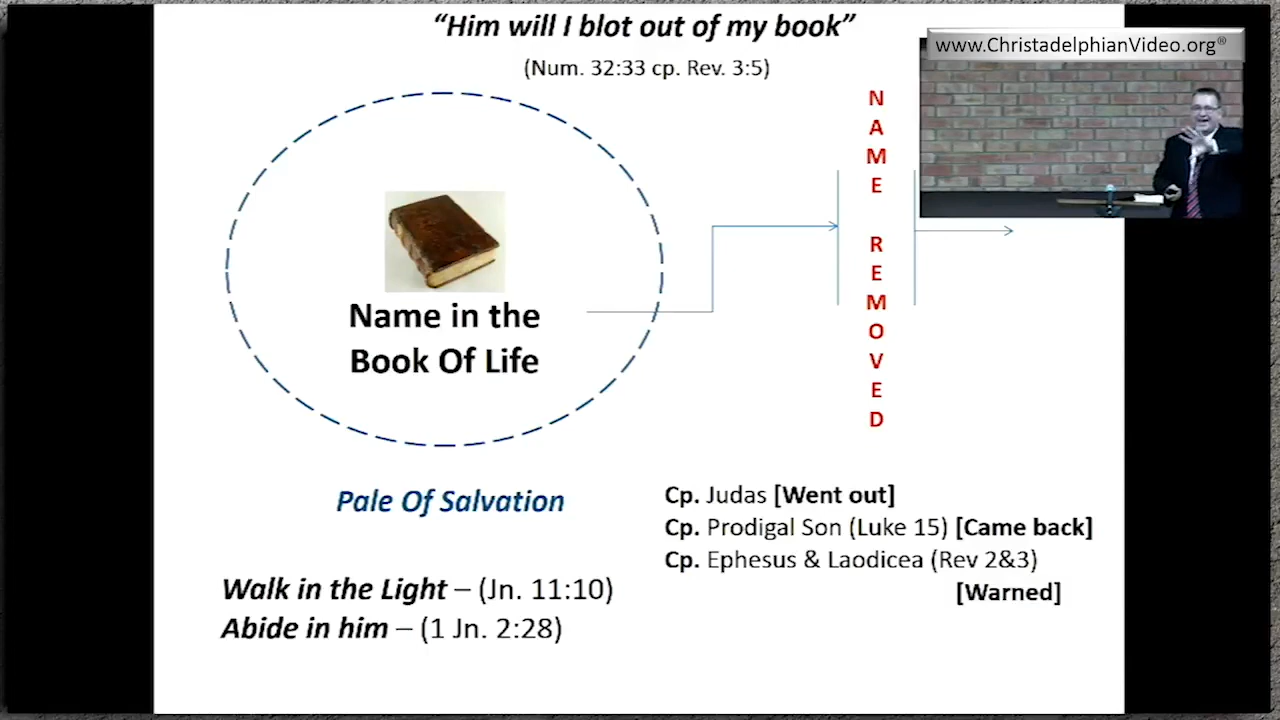 “Him will I blot out of my book”
(Num. 32:33 cp. Rev. 3:5)
www.ChristadelphianVideo.org®
NAME REMOVED
Name in the
Book Of Life
Pale Of Salvation
Cp. Judas [Went out]
Cp. Prodigal Son (Luke 15) [Came back]
Cp. Ephesus & Laodicea (Rev 2&3)
[Warned]
Walk in the Light – (Jn. 11:10)
Abide in him – (1 Jn. 2:28)